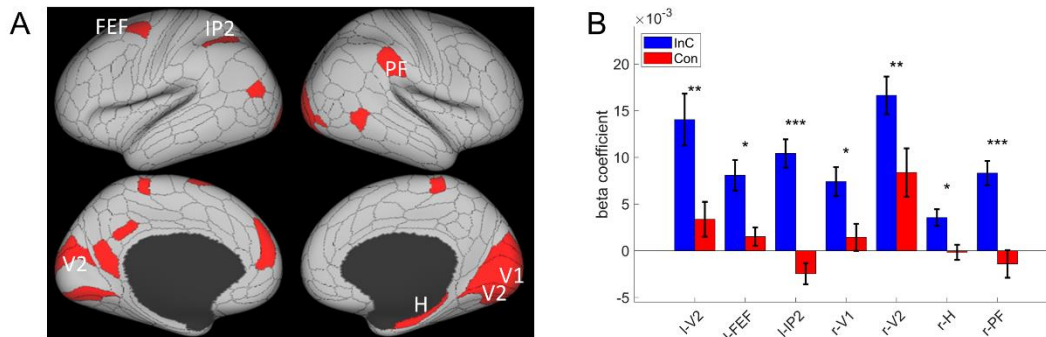 A
FEF
IP2
PF
V2
V1
V2
H
B
×10⁻³
InC
Con
beta coefficient
20
15
10
5
0
-5
**
*
***
*
**
*
***
l-V2
l-FEF
l-IP2
r-V1
r-V2
r-H
r-PF